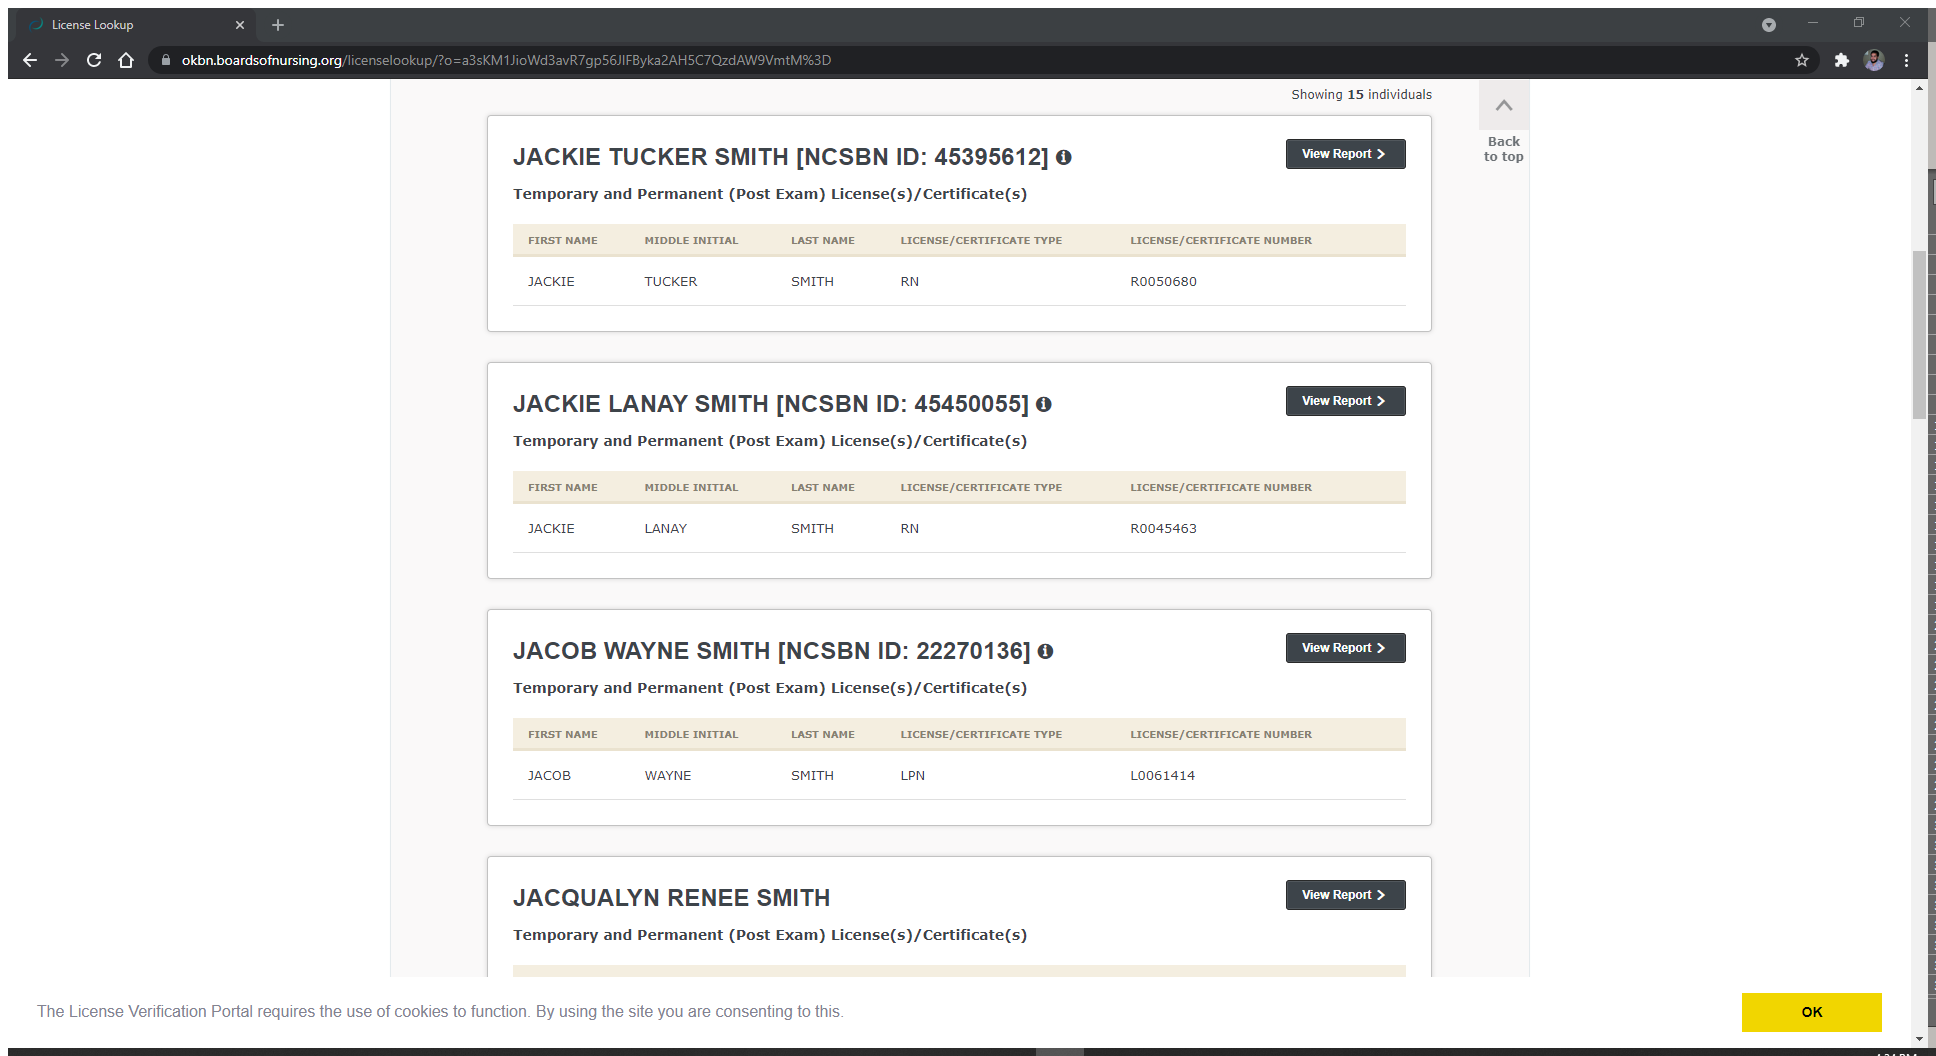 License Lookup
okbn.boardsofnursing.org/licenselookup/?o=a3sKM1JioWd3avR7gp56JIFByka2AH5C7QzdAW9VmtM%3D
Showing 15 individuals
Back
to top
JACKIE TUCKER SMITH [NCSBN ID: 45395612]
View Report
Temporary and Permanent (Post Exam) License(s)/Certificate(s)
FIRST NAME MIDDLE INITIAL LAST NAME LICENSE/CERTIFICATE TYPE LICENSE/CERTIFICATE NUMBER
JACKIE TUCKER SMITH RN R0050680
JACKIE LANAY SMITH [NCSBN ID: 45450055]
View Report
Temporary and Permanent (Post Exam) License(s)/Certificate(s)
FIRST NAME MIDDLE INITIAL LAST NAME LICENSE/CERTIFICATE TYPE LICENSE/CERTIFICATE NUMBER
JACKIE LANAY SMITH RN R0045463
JACOB WAYNE SMITH [NCSBN ID: 22270136]
View Report
Temporary and Permanent (Post Exam) License(s)/Certificate(s)
FIRST NAME MIDDLE INITIAL LAST NAME LICENSE/CERTIFICATE TYPE LICENSE/CERTIFICATE NUMBER
JACOB WAYNE SMITH LPN L0061414
JACQUALYN RENEE SMITH
View Report
Temporary and Permanent (Post Exam) License(s)/Certificate(s)
The License Verification Portal requires the use of cookies to function. By using the site you are consenting to this.
OK